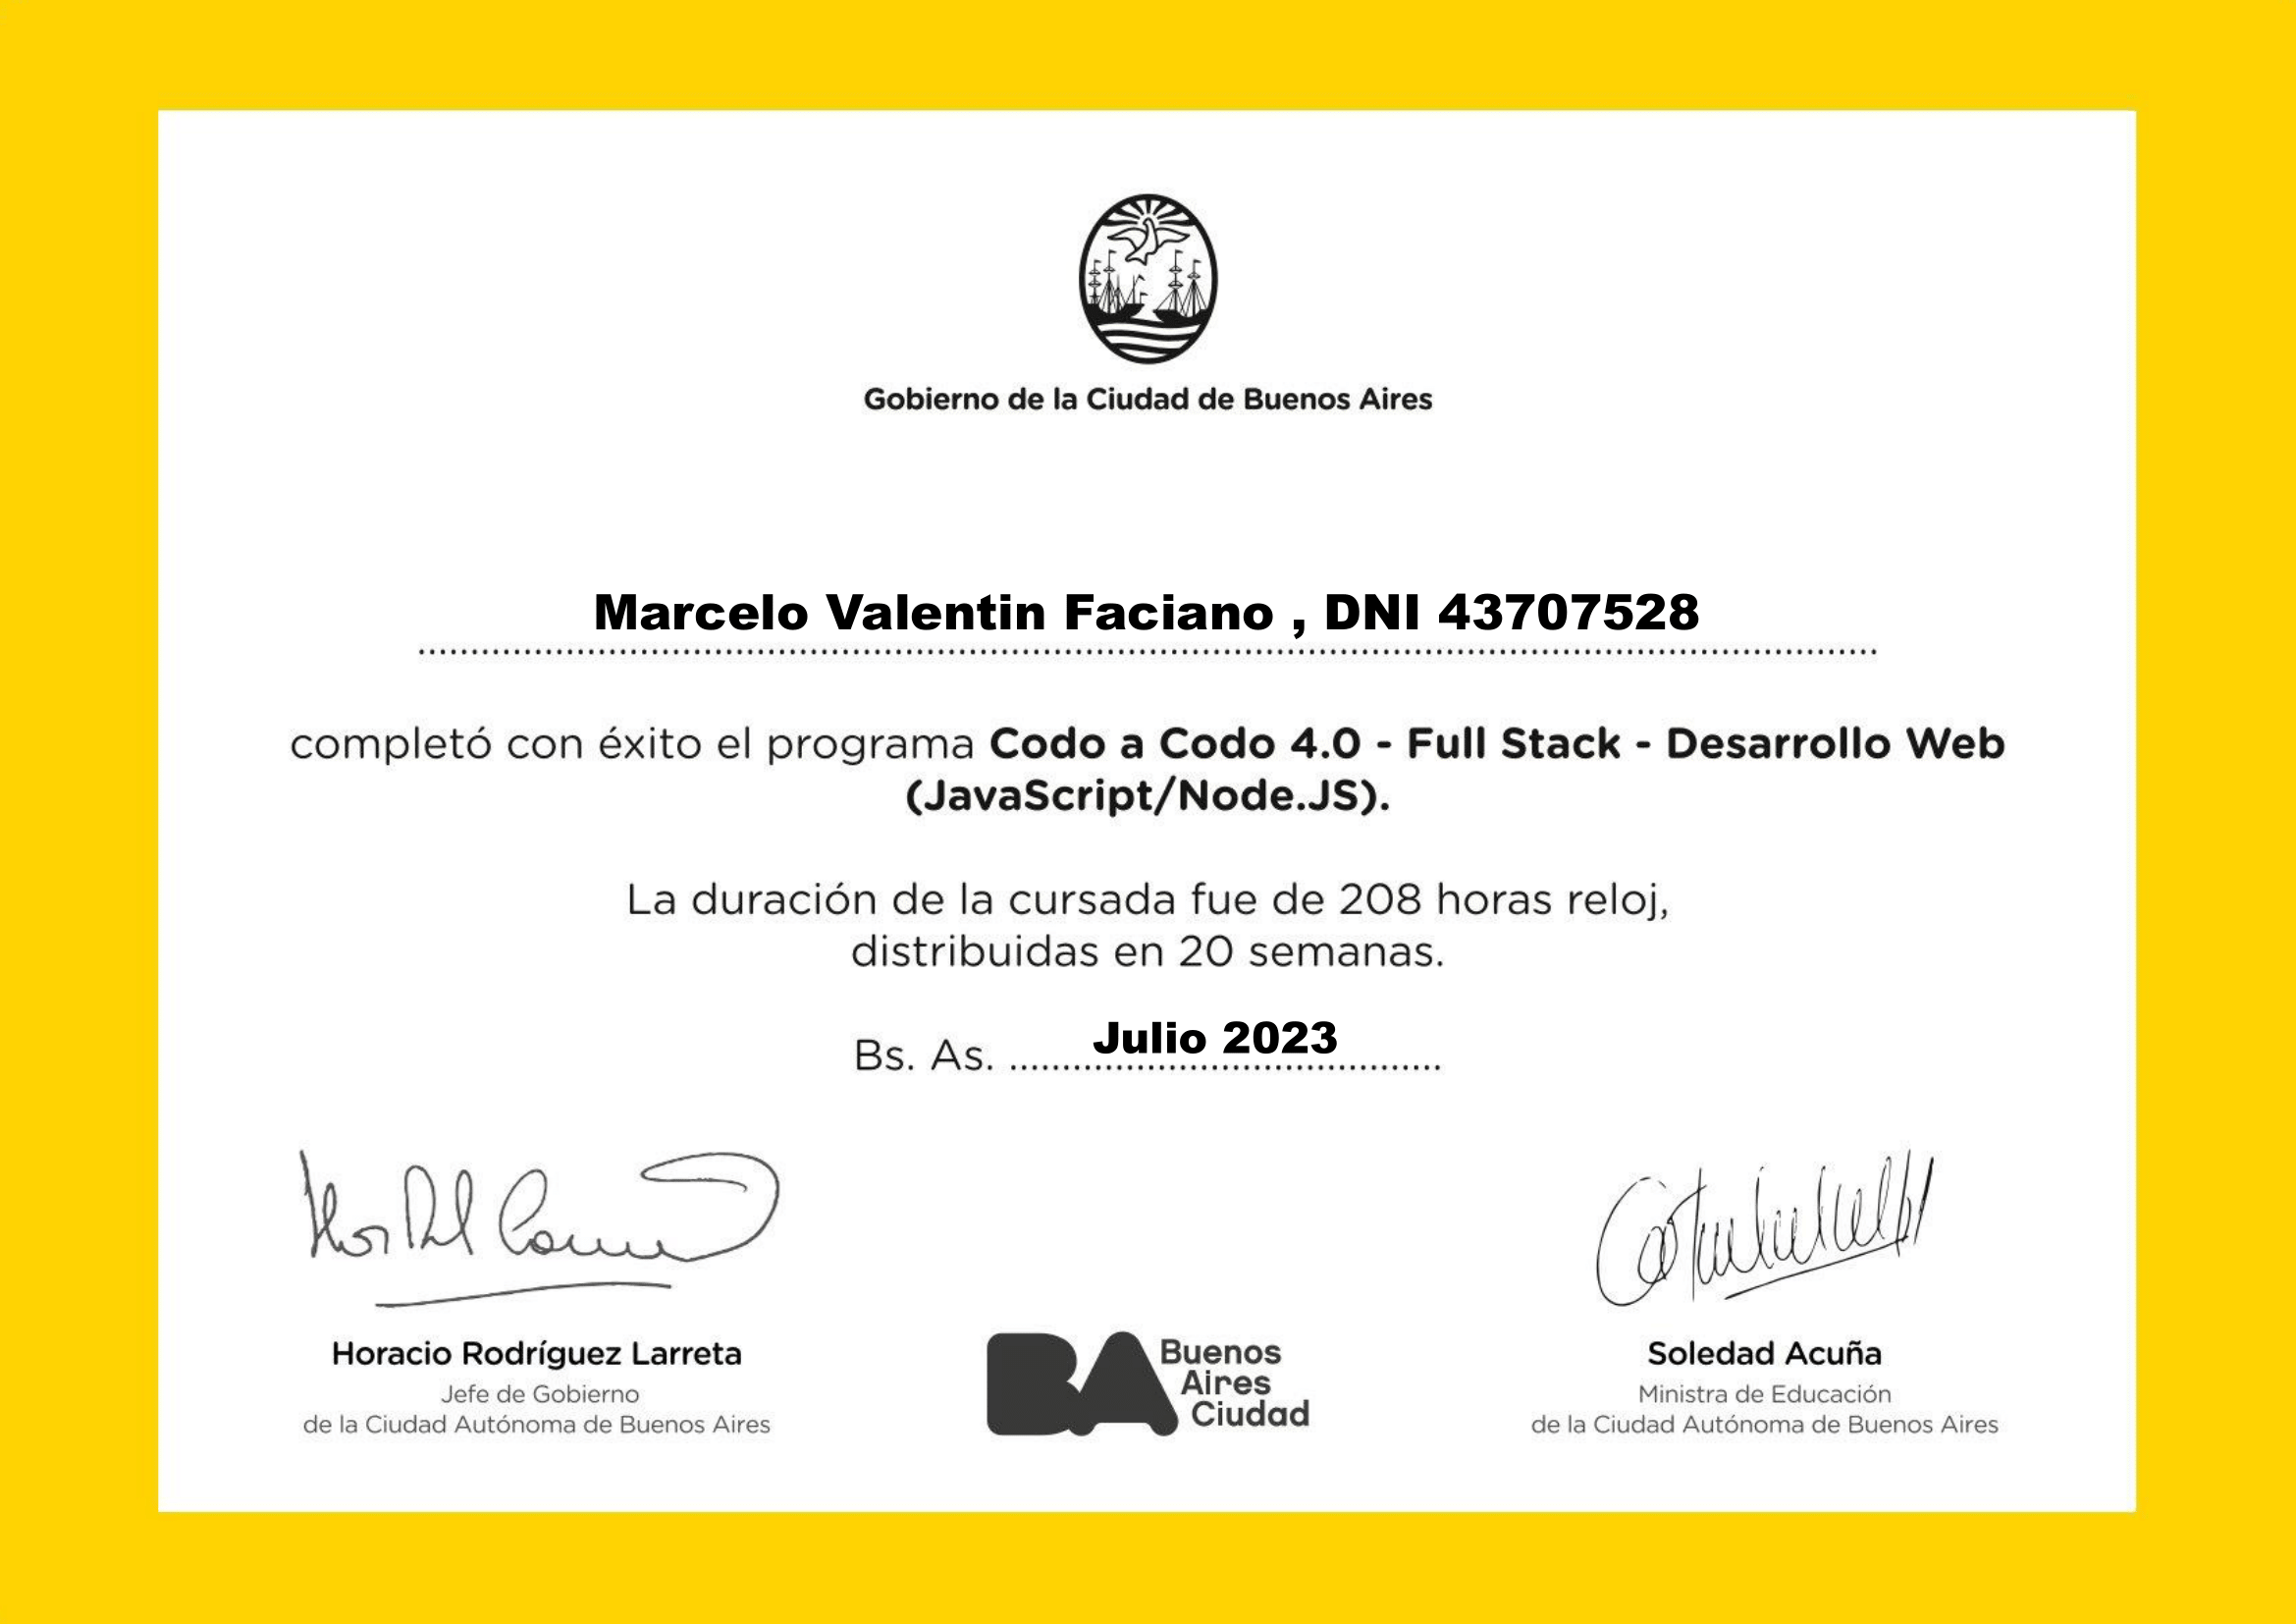 Gobierno de la Ciudad de Buenos Aires
Marcelo Valentin Faciano , DNI 43707528
completó con éxito el programa Codo a Codo 4.0 - Full Stack - Desarrollo Web
(JavaScript/Node.JS).
La duración de la cursada fue de 208 horas reloj,
distribuidas en 20 semanas.
Bs. As. Julio 2023
Horacio Rodríguez Larreta
Jefe de Gobierno
de la Ciudad Autónoma de Buenos Aires
BA Buenos
Aires
Ciudad
Soledad Acuña
Ministra de Educación
de la Ciudad Autónoma de Buenos Aires